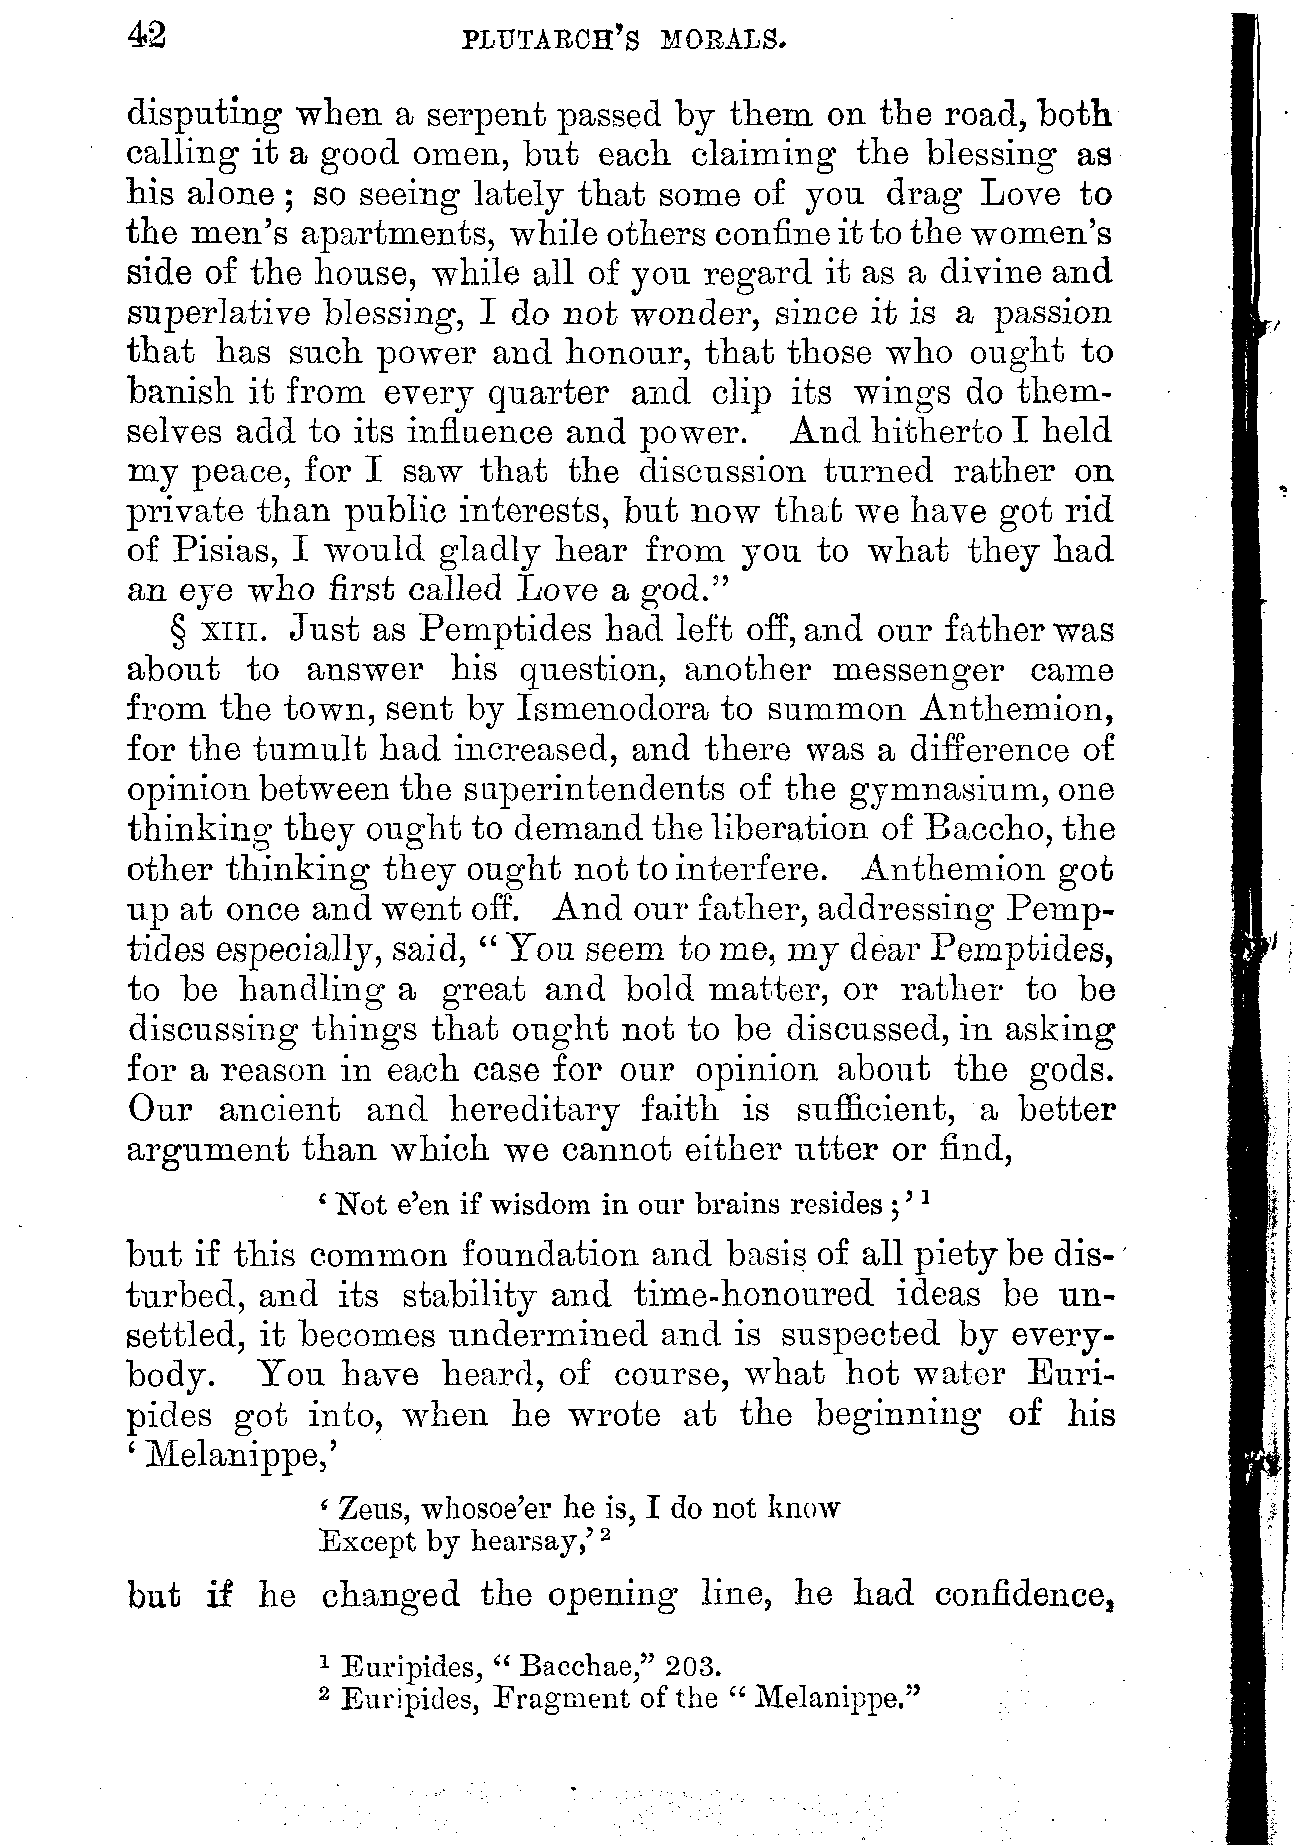 42 PLUTARCH'S MORALS.
disputing when a serpent passed by them on the road, both
calling it a good omen, but each claiming the blessing as
his alone; so seeing lately that some of you drag Love to
the men's apartments, while others confine it to the women's
side of the house, while all of you regard it as a divine and
superlative blessing, I do not wonder, since it is a passion
that has such power and honour, that those who ought to
banish it from every quarter and clip its wings do them-
selves add to its influence and power. And hitherto I held
my peace, for I saw that the discussion turned rather on
private than public interests, but now that we have got rid
of Pisias, I would gladly hear from you to what they had
an eye who first called Love a god."
§ XIII. Just as Pemptides had left off, and our father was
about to answer his question, another messenger came
from the town, sent by Ismenodora to summon Anthemion,
for the tumult had increased, and there was a difference of
opinion between the superintendents of the gymnasium, one
thinking they ought to demand the liberation of Baccho, the
other thinking they ought not to interfere. Anthemion got
up at once and went off. And our father, addressing Pemp-
tides especially, said, "You seem to me, my dear Pemptides,
to be handling a great and bold matter, or rather to be
discussing things that ought not to be discussed, in asking
for a reason in each case for our opinion about the gods.
Our ancient and hereditary faith is sufficient, a better
argument than which we cannot either utter or find,
'Not e'en if wisdom in our brains resides;' 1
but if this common foundation and basis of all piety be dis-
turbed, and its stability and time-honoured ideas be un-
settled, it becomes undermined and is suspected by every-
body. You have heard, of course, what hot water Euri-
pides got into, when he wrote at the beginning of his
'Melanippe,'
'Zeus, whosoe'er he is, I do not know
Except by hearsay,' 2
but if he changed the opening line, he had confidence,
1 Euripides, "Bacchae," 203.
2 Euripides, Fragment of the "Melanippe."